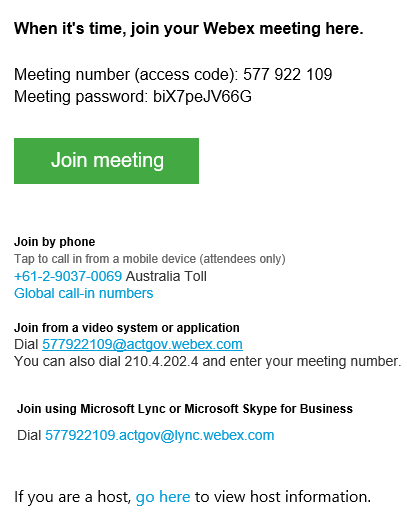 When it's time, join your Webex meeting here.
Meeting number (access code): 577 922 109
Meeting password: biX7peJV66G
Join meeting
Join by phone
Tap to call in from a mobile device (attendees only)
+61-2-9037-0069 Australia Toll
Global call-in numbers
Join from a video system or application
Dial 577922109@actgov.webex.com
You can also dial 210.4.202.4 and enter your meeting number.
Join using Microsoft Lync or Microsoft Skype for Business
Dial 577922109.actgov@lync.webex.com
If you are a host, go here to view host information.